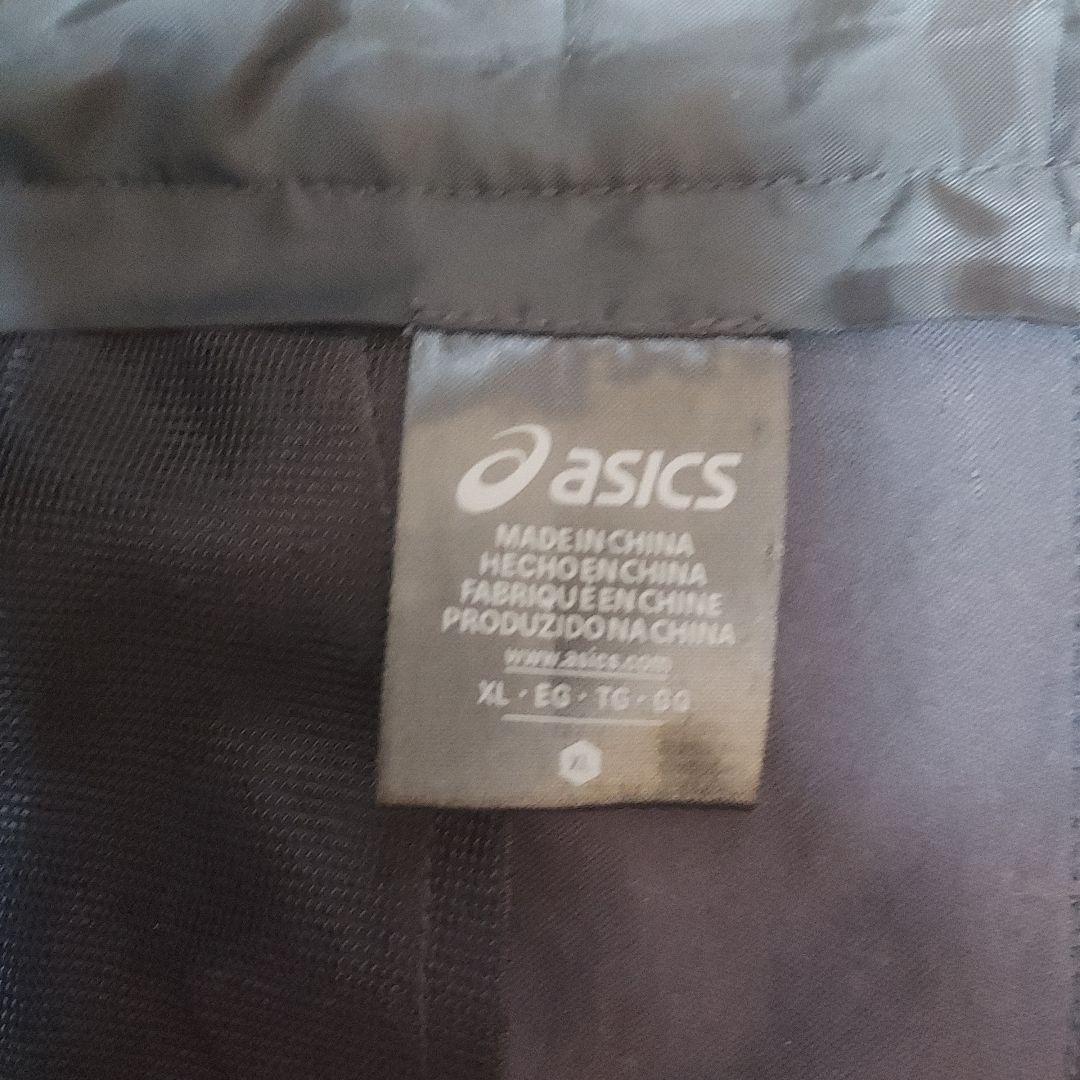 asics
MADE IN CHINA
HECHO EN CHINA
FABRIQUÉ EN CHINE
PRODUZIDO NA CHINA
www.asics.com
XL · EG · TG · GG
XL